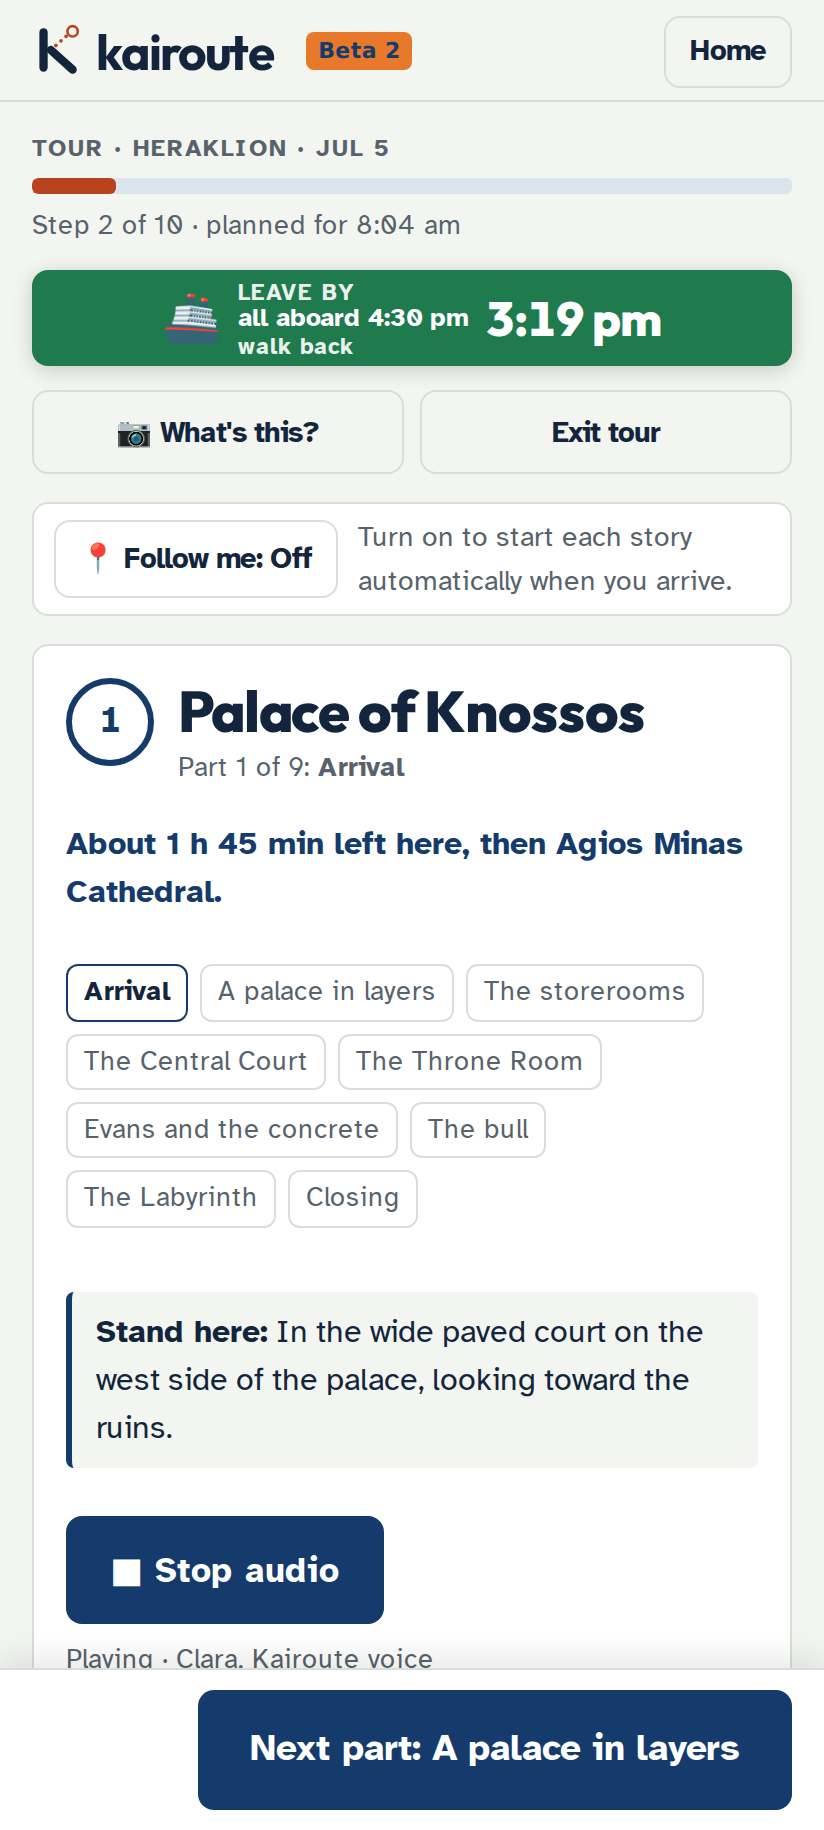 kairoute
Beta 2
Home
TOUR · HERAKLION · JUL 5
Step 2 of 10 · planned for 8:04 am
LEAVE BY
all aboard 4:30 pm
walk back
3:19 pm
What's this?
Exit tour
Follow me: Off
Turn on to start each story
automatically when you arrive.
1
Palace of Knossos
Part 1 of 9: Arrival
About 1 h 45 min left here, then Agios Minas
Cathedral.
Arrival
A palace in layers
The storerooms
The Central Court
The Throne Room
Evans and the concrete
The bull
The Labyrinth
Closing
Stand here: In the wide paved court on the
west side of the palace, looking toward the
ruins.
Stop audio
Playing · Clara, Kairoute voice
Next part: A palace in layers